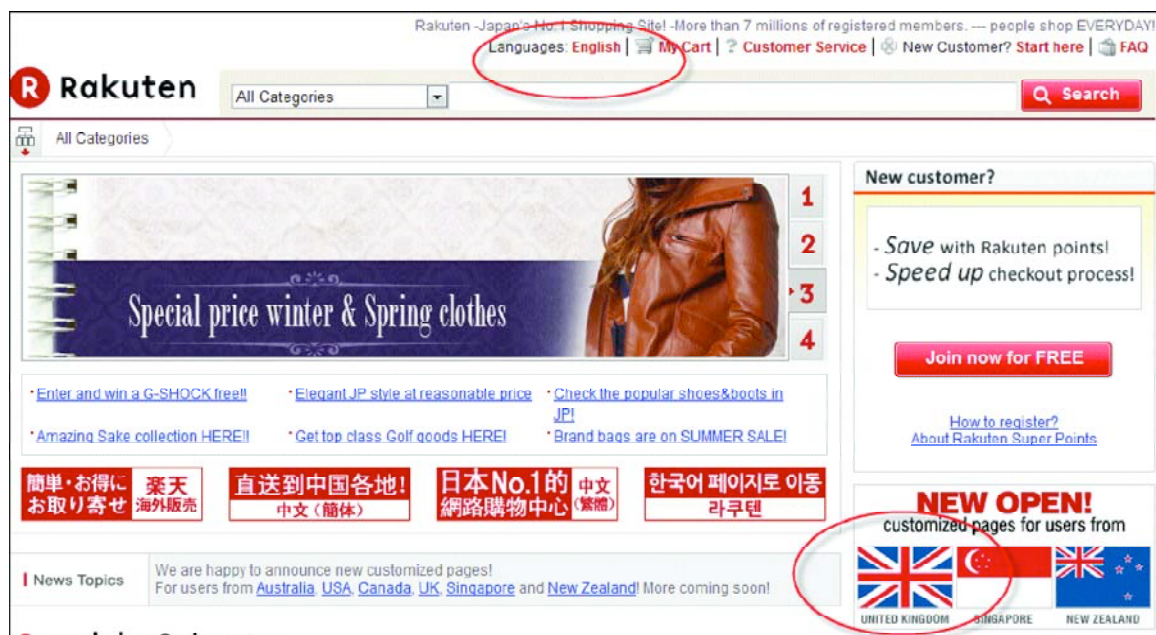 Rakuten -Japan's No.1 Shopping Site! -More than 7 millions of registered members. --- people shop EVERYDAY!
Languages: English | My Cart | ? Customer Service | New Customer? Start here | FAQ
R Rakuten
All Categories
Search
All Categories
Special price winter & Spring clothes
1
2
3
4
New customer?
- Save with Rakuten points!
- Speed up checkout process!
Join now for FREE
How to register?
About Rakuten Super Points
Enter and win a G-SHOCK free!!
Elegant JP style at reasonable price
Check the popular shoes&boots in
JP!
Amazing Sake collection HERE!!
Get top class Golf goods HERE!
Brand bags are on SUMMER SALE!
簡単・お得に
お取り寄せ
楽天
海外販売
直送到中国各地!
中文(簡体)
日本No.1的
網路購物中心
中文
(繁體)
한국어 페이지로 이동
라쿠텐
NEW OPEN!
customized pages for users from
UNITED KINGDOM
SINGAPORE
NEW ZEALAND
News Topics
We are happy to announce new customized pages!
For users from Australia, USA, Canada, UK, Singapore and New Zealand! More coming soon!